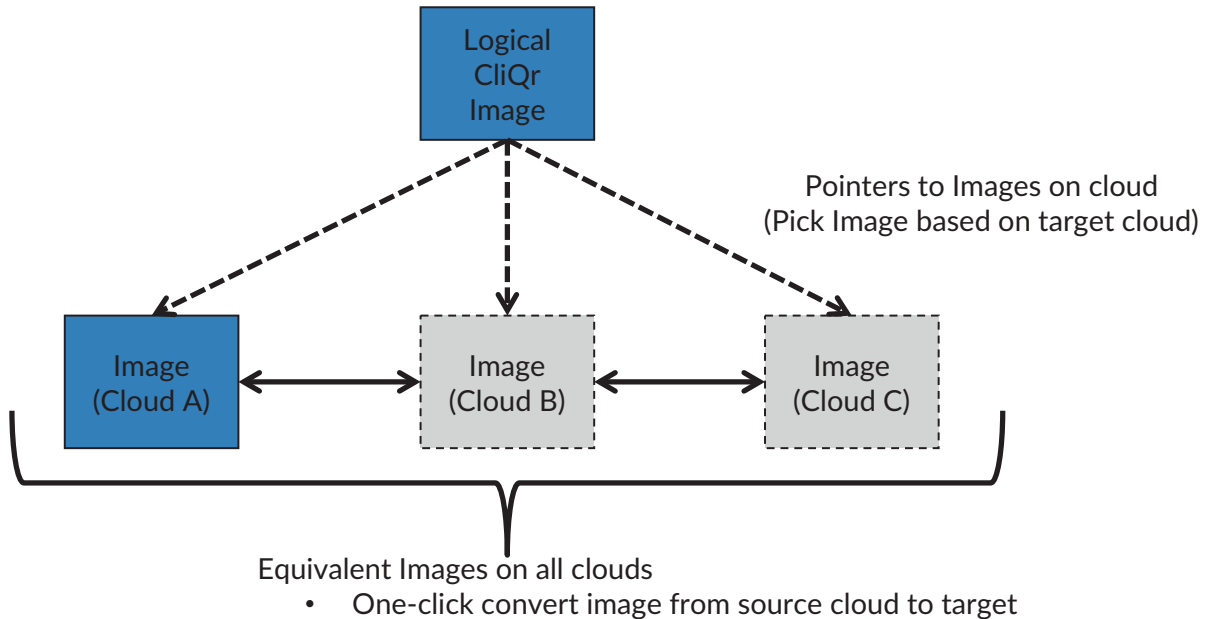 Logical
CliQr
Image
Pointers to Images on cloud
(Pick Image based on target cloud)
Image
(Cloud A)
Image
(Cloud B)
Image
(Cloud C)
Equivalent Images on all clouds
• One-click convert image from source cloud to target